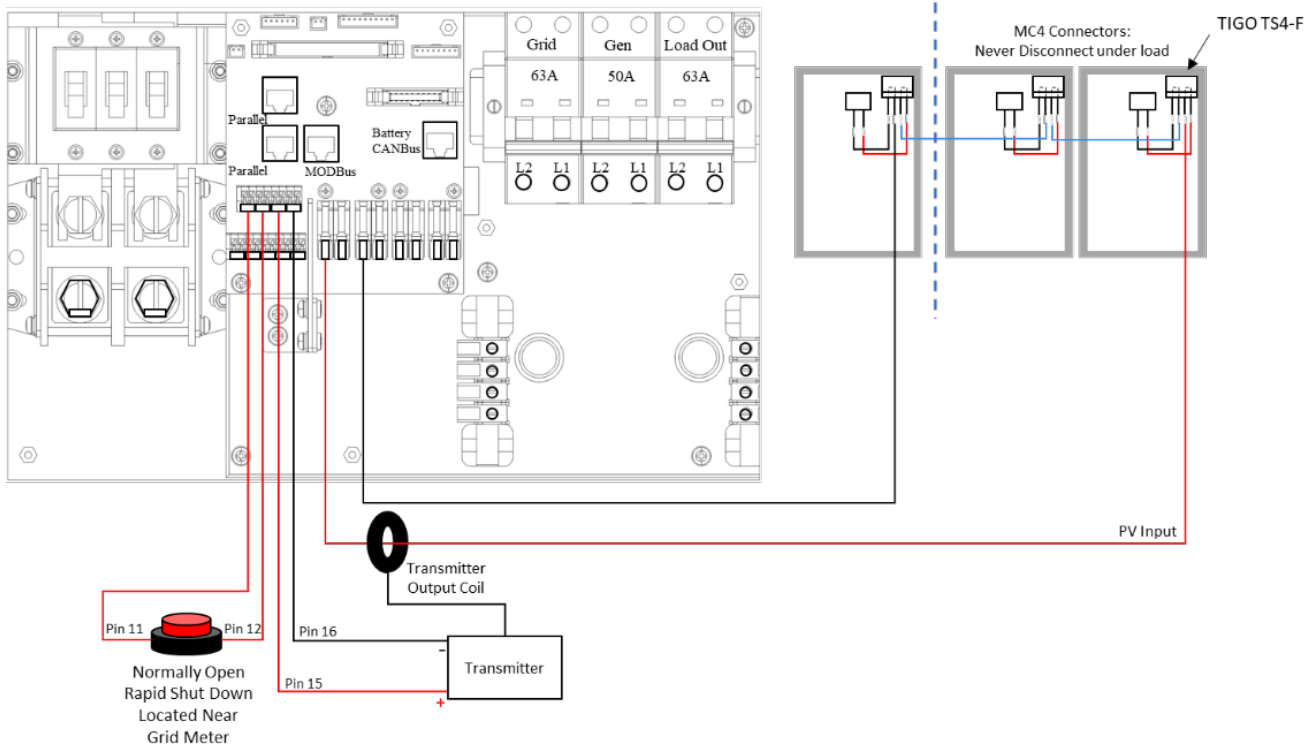 Grid
Gen
Load Out
63A
50A
63A
L2
L1
L2
L1
L2
L1
Parallel
Parallel
MODBus
Battery
CANBus
MC4 Connectors:
Never Disconnect under load
TIGO TS4-F
PV Input
Transmitter
Output Coil
Pin 11
Pin 12
Pin 16
Pin 15
-
+
Transmitter
Normally Open
Rapid Shut Down
Located Near
Grid Meter